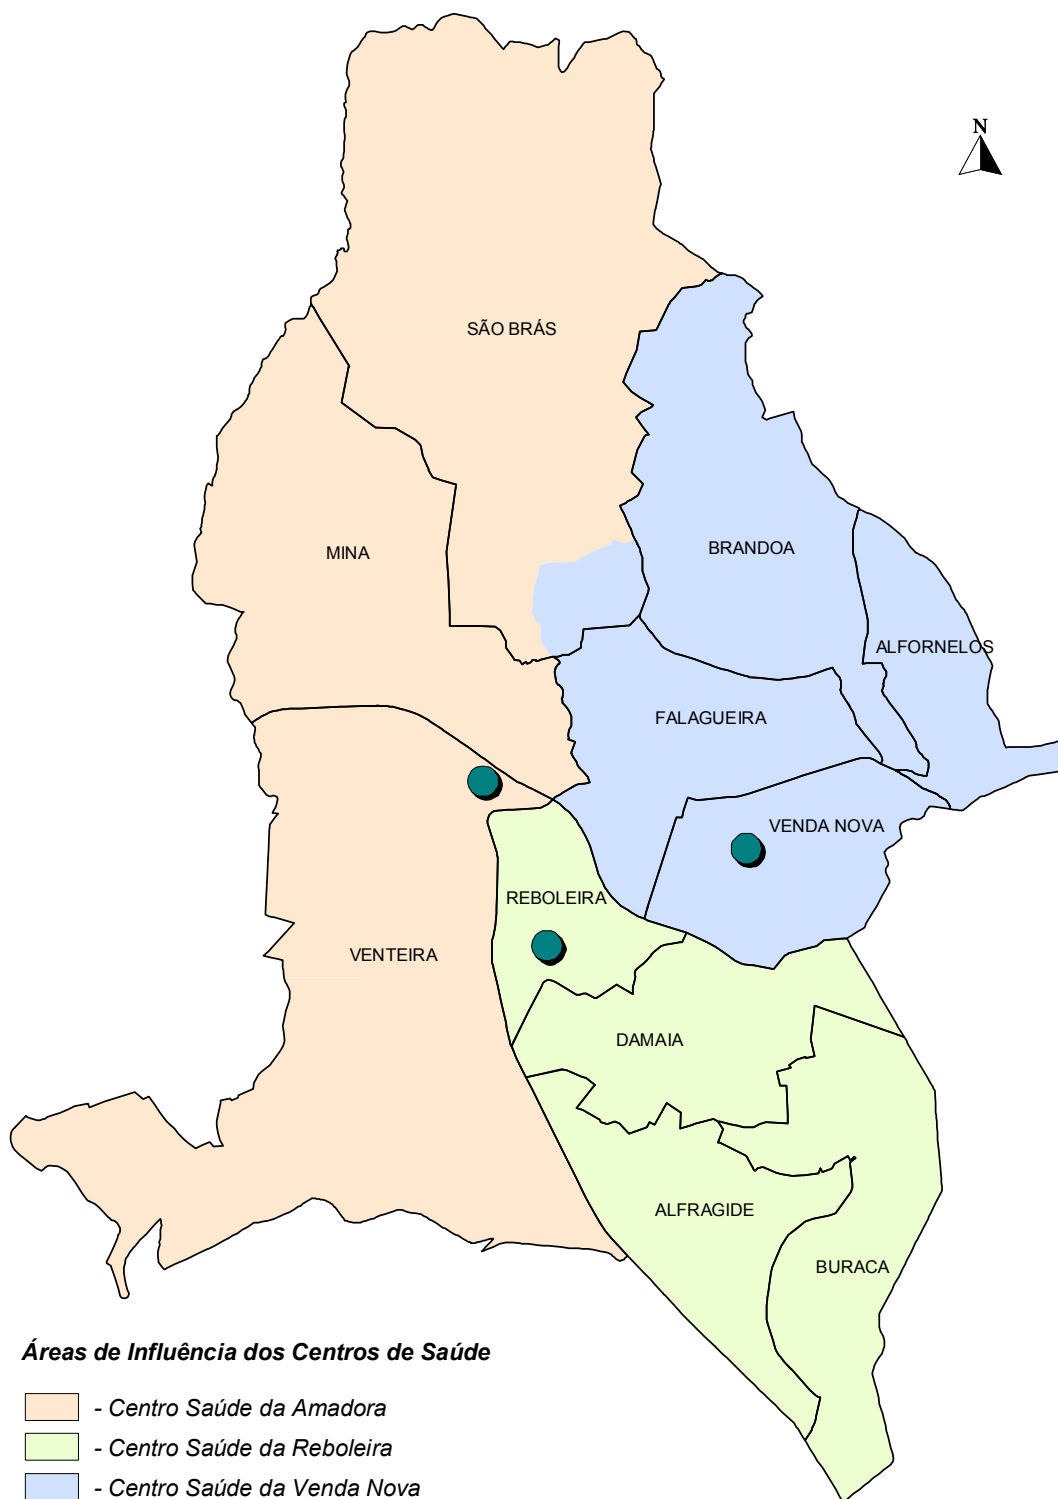 N
SÃO BRÁS
MINA
BRANDOA
ALFORNELOS
FALAGUEIRA
VENDA NOVA
REBOLEIRA
VENTEIRA
DAMAIA
ALFRAGIDE
BURACA
Áreas de Influência dos Centros de Saúde
- Centro Saúde da Amadora
- Centro Saúde da Reboleira
- Centro Saúde da Venda Nova